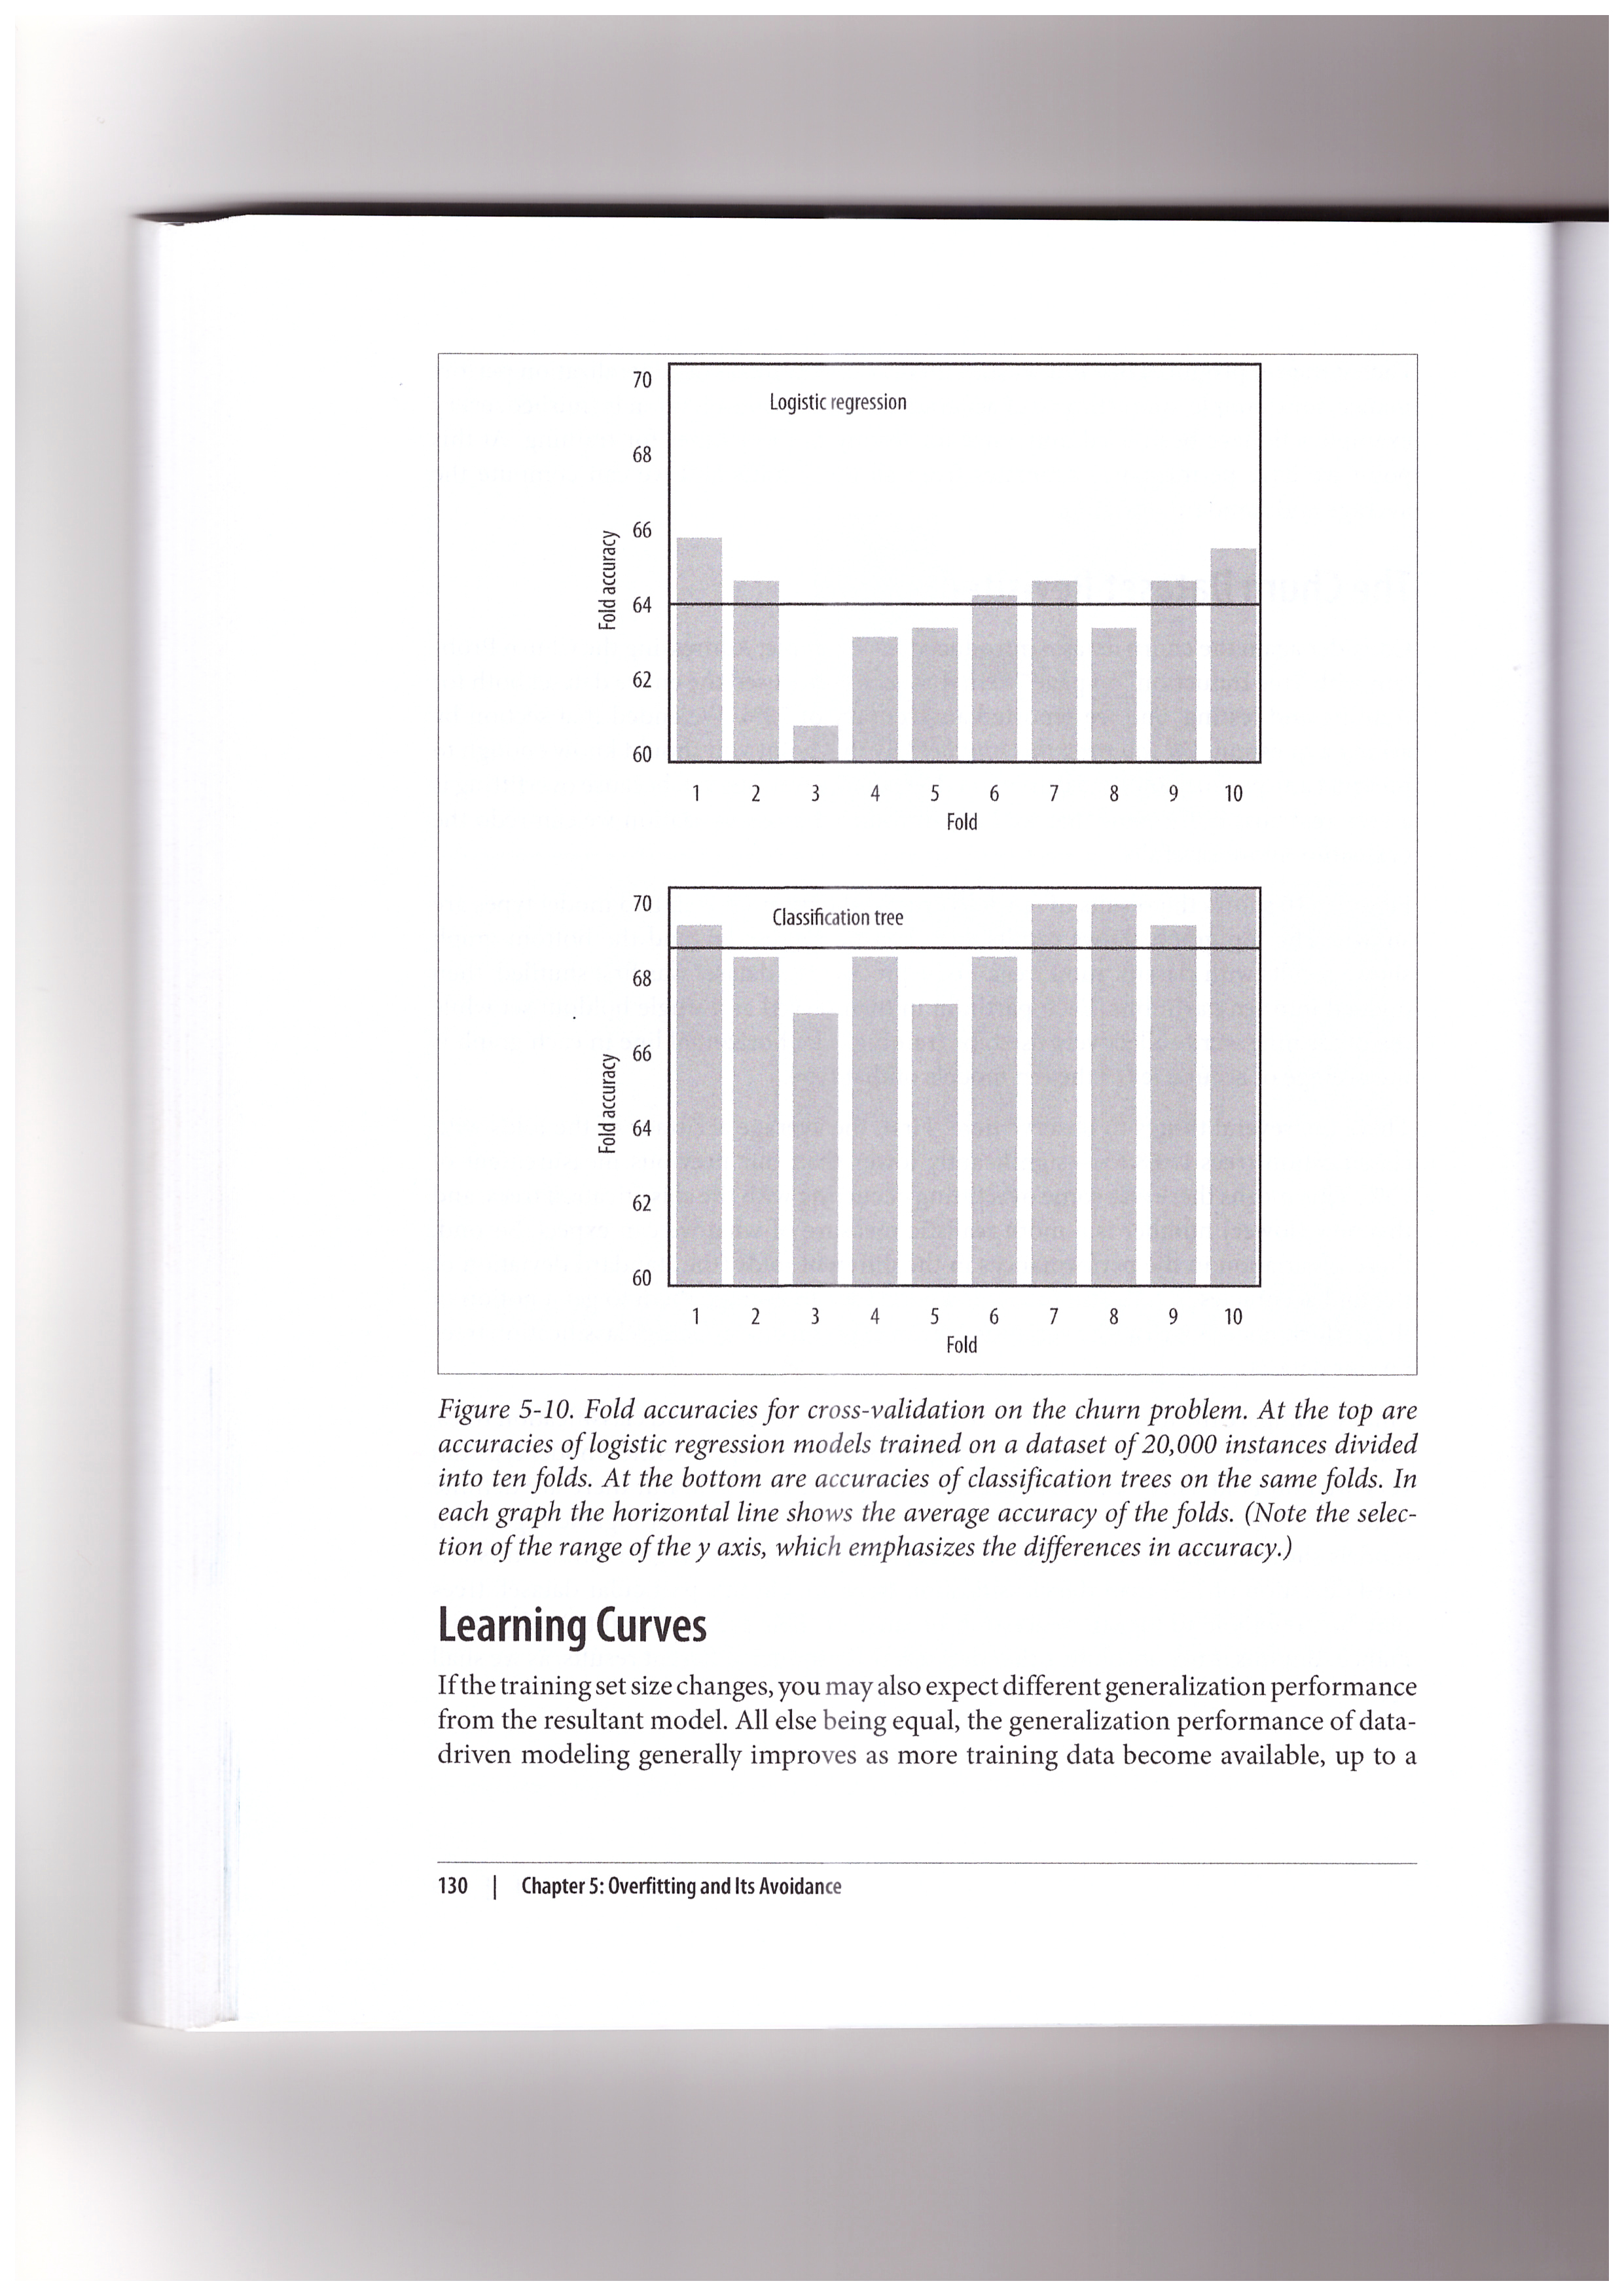 70
Logistic regression
68
66
64
62
60
Fold accuracy
1 2 3 4 5 6 7 8 9 10
Fold
70
Classification tree
68
66
64
62
60
Fold accuracy
1 2 3 4 5 6 7 8 9 10
Fold
Figure 5-10. Fold accuracies for cross-validation on the churn problem. At the top are
accuracies of logistic regression models trained on a dataset of 20,000 instances divided
into ten folds. At the bottom are accuracies of classification trees on the same folds. In
each graph the horizontal line shows the average accuracy of the folds. (Note the selec-
tion of the range of the y axis, which emphasizes the differences in accuracy.)
Learning Curves
If the training set size changes, you may also expect different generalization performance
from the resultant model. All else being equal, the generalization performance of data-
driven modeling generally improves as more training data become available, up to a
130 | Chapter 5: Overfitting and Its Avoidance